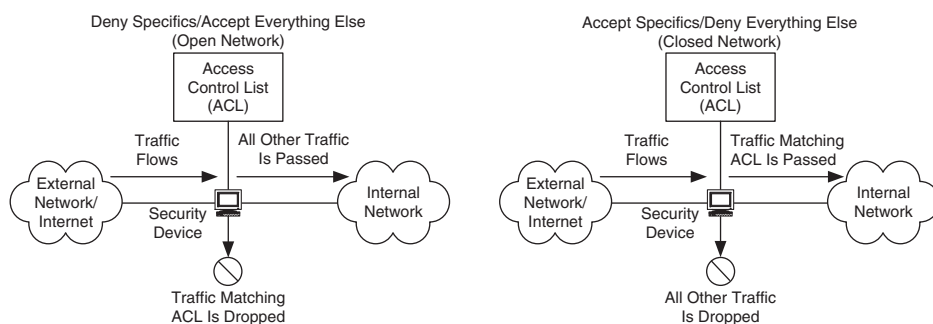 Deny Specifics/Accept Everything Else
(Open Network)
Access
Control List
(ACL)
Traffic
Flows
All Other Traffic
Is Passed
External
Network/
Internet
Security
Device
Internal
Network
Traffic Matching
ACL Is Dropped
Accept Specifics/Deny Everything Else
(Closed Network)
Access
Control List
(ACL)
Traffic
Flows
Traffic Matching
ACL Is Passed
External
Network/
Internet
Security
Device
Internal
Network
All Other Traffic
Is Dropped